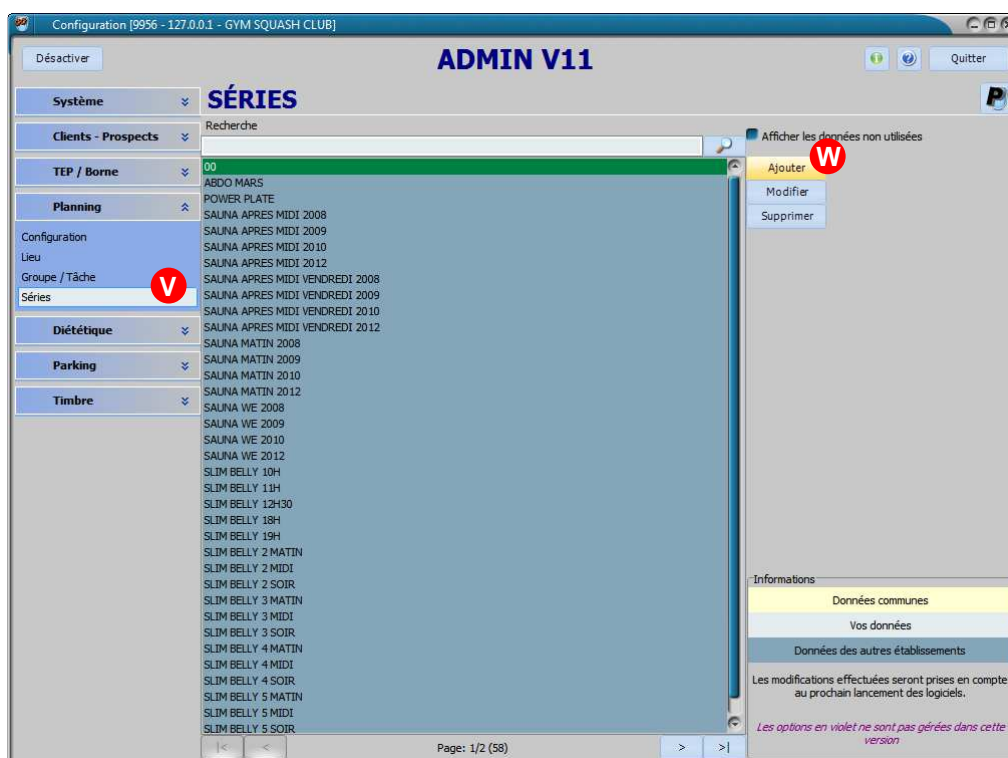 Configuration [9956 - 127.0.0.1 - GYM SQUASH CLUB]
Désactiver
ADMIN V11
Quitter
Système
SÉRIES
P
Clients - Prospects
Recherche
Afficher les données non utilisées
TEP / Borne
Ajouter
W
Modifier
Supprimer
Planning
Configuration
Lieu
Groupe / Tâche
V
Séries
Diététique
Parking
Timbre
00
ABDO MARS
POWER PLATE
SAUNA APRES MIDI 2008
SAUNA APRES MIDI 2009
SAUNA APRES MIDI 2010
SAUNA APRES MIDI 2012
SAUNA APRES MIDI VENDREDI 2008
SAUNA APRES MIDI VENDREDI 2009
SAUNA APRES MIDI VENDREDI 2010
SAUNA APRES MIDI VENDREDI 2012
SAUNA MATIN 2008
SAUNA MATIN 2009
SAUNA MATIN 2010
SAUNA MATIN 2012
SAUNA WE 2008
SAUNA WE 2009
SAUNA WE 2010
SAUNA WE 2012
SLIM BELLY 10H
SLIM BELLY 11H
SLIM BELLY 12H30
SLIM BELLY 18H
SLIM BELLY 19H
SLIM BELLY 2 MATIN
SLIM BELLY 2 MIDI
SLIM BELLY 2 SOIR
SLIM BELLY 3 MATIN
SLIM BELLY 3 MIDI
SLIM BELLY 3 SOIR
SLIM BELLY 4 MATIN
SLIM BELLY 4 MIDI
SLIM BELLY 4 SOIR
SLIM BELLY 5 MATIN
SLIM BELLY 5 MIDI
SLIM BELLY 5 SOIR
|< < Page: 1/2 (58) > >|
Informations
Données communes
Vos données
Données des autres établissements
Les modifications effectuées seront prises en compte
au prochain lancement des logiciels.
Les options en violet ne sont pas gérées dans cette
version